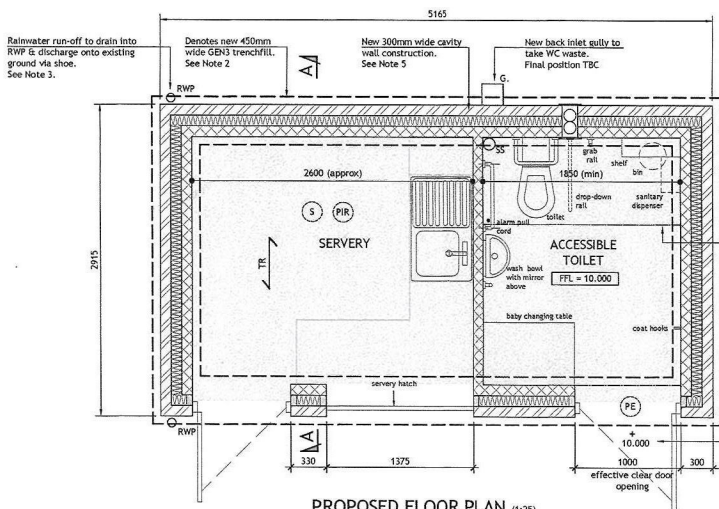 5165
Rainwater run-off to drain into
RWP & discharge onto existing
ground via shoe.
See Note 3.
Denotes new 450mm
wide GEN3 trenchfill.
See Note 2
A
New 300mm wide cavity
wall construction.
See Note 5
New back inlet gully to
take WC waste.
Final position TBC
G.
RWP
SS
grab
rail
shelf
bin
2600 (approx)
1850 (min)
drop-down
rail
sanitary
dispenser
toilet
alarm pull
cord
S
PIR
SERVERY
TR
ACCESSIBLE
TOILET
FFL = 10.000
2915
wash bowl
with mirror
above
baby changing table
coat hooks
servery hatch
PE
RWP
A
10.000
330
1375
1000
300
effective clear door
opening
PROPOSED FLOOR PLAN (1:25)